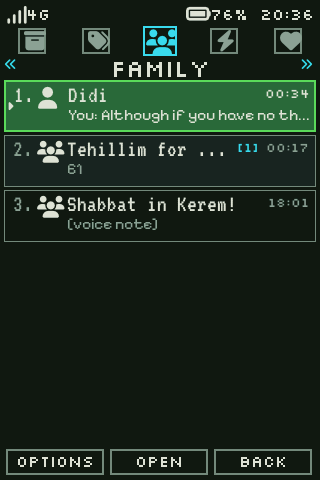 4G 76% 20:36
« »
FAMILY
1. Didi 00:34
You: Although if you have no th...
2. Tehillim for ... [1] 00:17
61
3. Shabbat in Kerem! 18:01
(voice note)
OPTIONS OPEN BACK